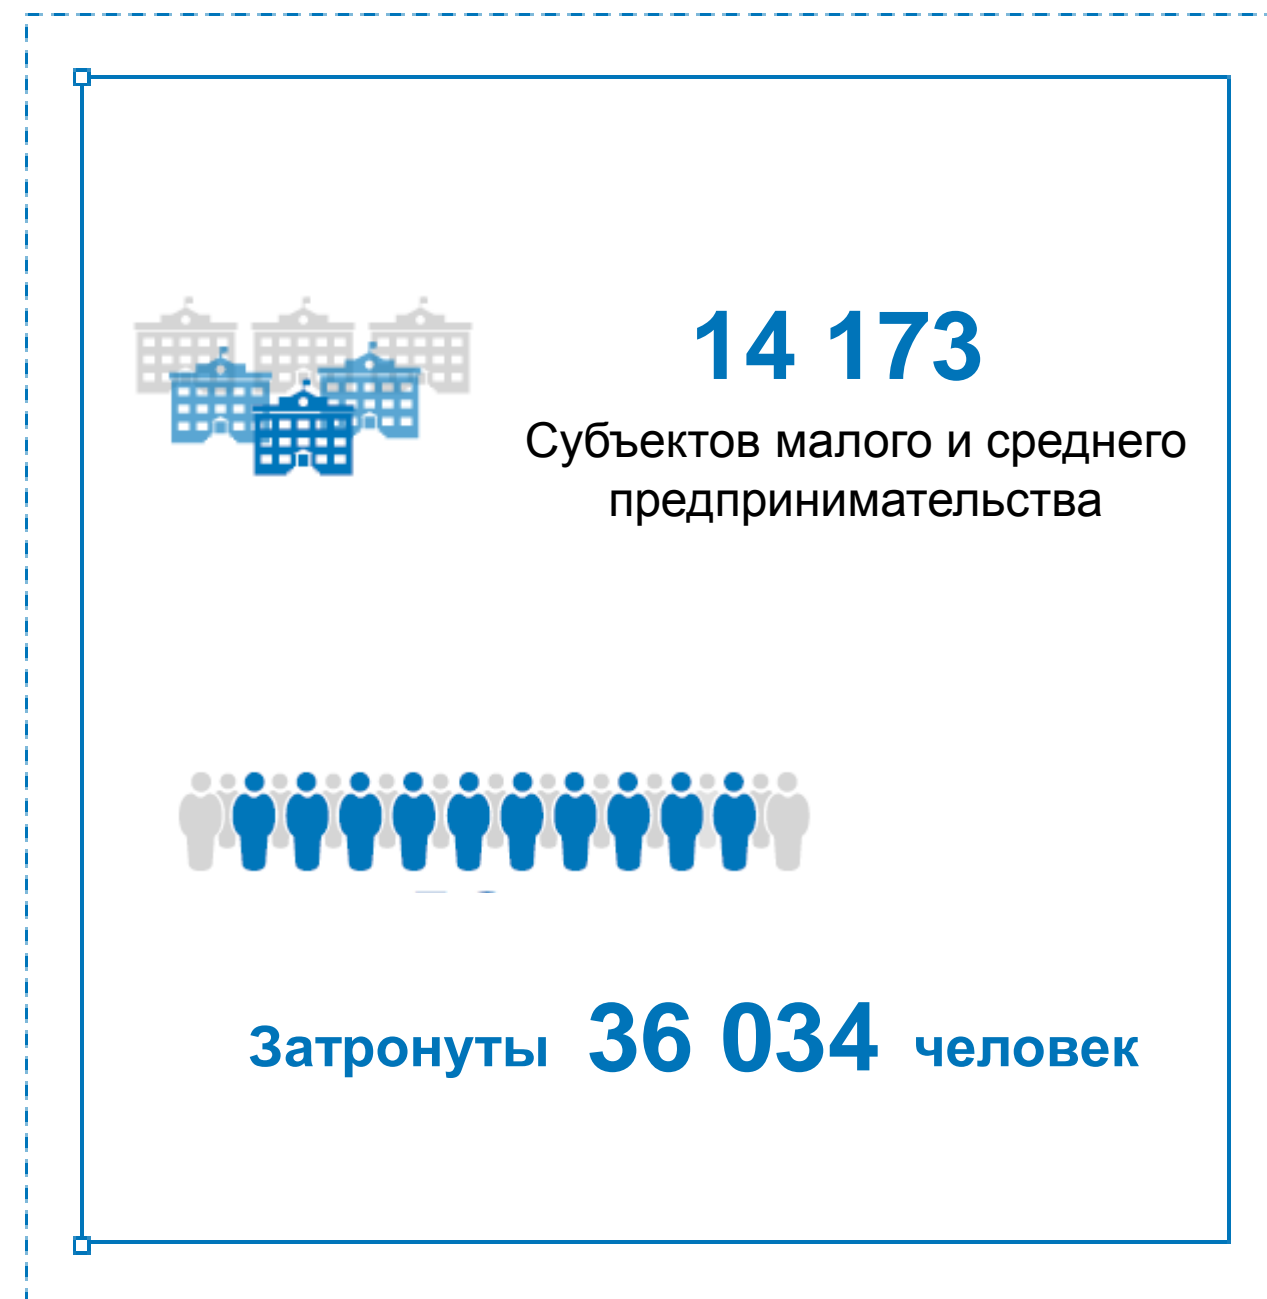 14 173
Субъектов малого и среднего
предпринимательства
Затронуты 36 034 человек